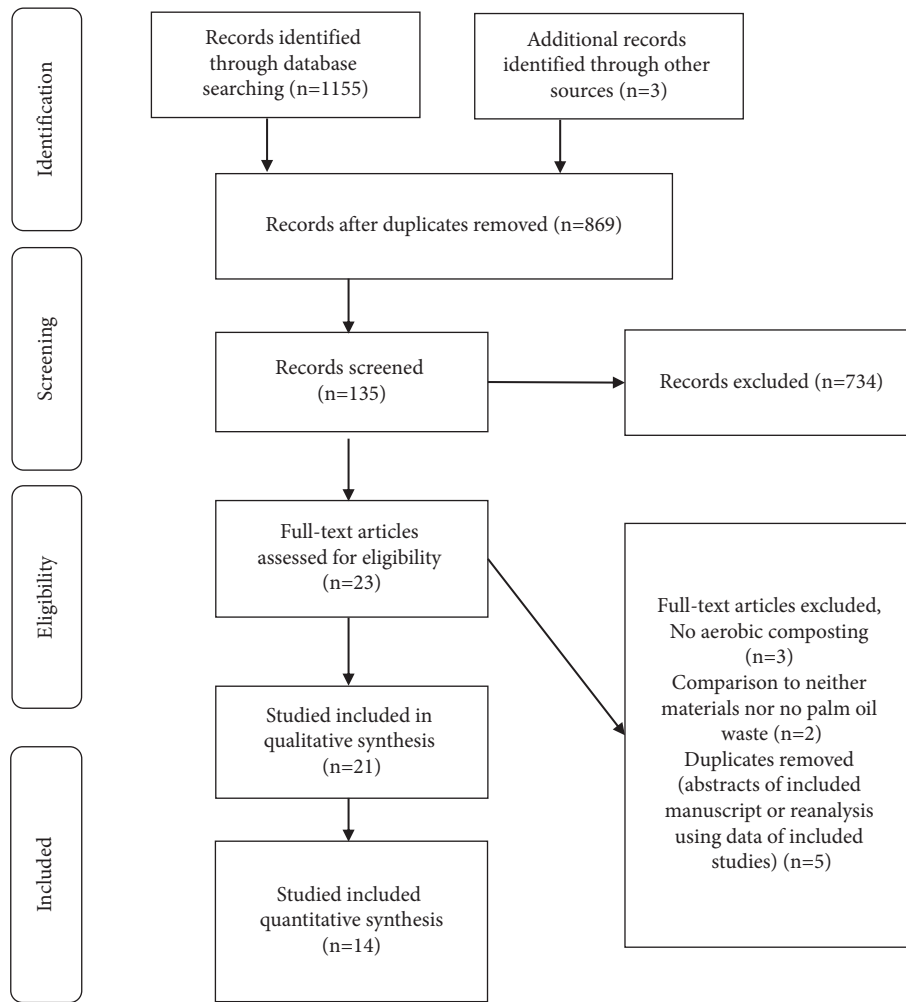 Identification
Records identified
through database
searching (n=1155)
Additional records
identified through other
sources (n=3)
Records after duplicates removed (n=869)
Screening
Records screened
(n=135)
Records excluded (n=734)
Eligibility
Full-text articles
assessed for eligibility
(n=23)
Full-text articles excluded,
No aerobic composting
(n=3)
Comparison to neither
materials nor no palm oil
waste (n=2)
Duplicates removed
(abstracts of included
manuscript or reanalysis
using data of included
studies) (n=5)
Studied included in
qualitative synthesis
(n=21)
Included
Studied included
quantitative synthesis
(n=14)